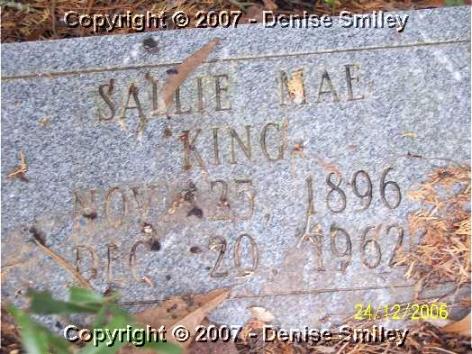 Copyright © 2007 - Denise Smiley
SALLIE MAE
KING
NOV. 25, 1896
DEC 20 1962
24/12/2006
Copyright © 2007 - Denise Smiley